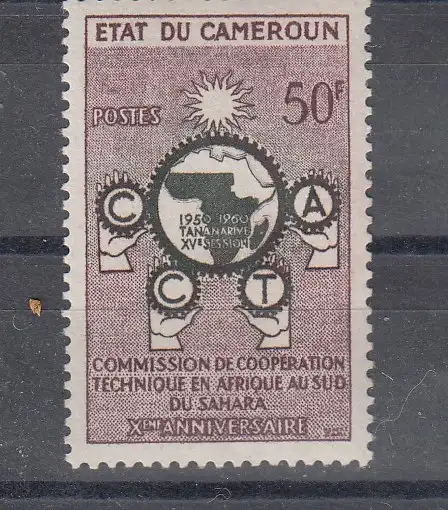 ETAT DU CAMEROUN
POSTES
50F
C
A
1950 1960
TANANARIVE
XVE SESSION
C
T
COMMISSION DE COOPÉRATION
TECHNIQUE EN AFRIQUE AU SUD
DU SAHARA
XÈME ANNIVERSAIRE